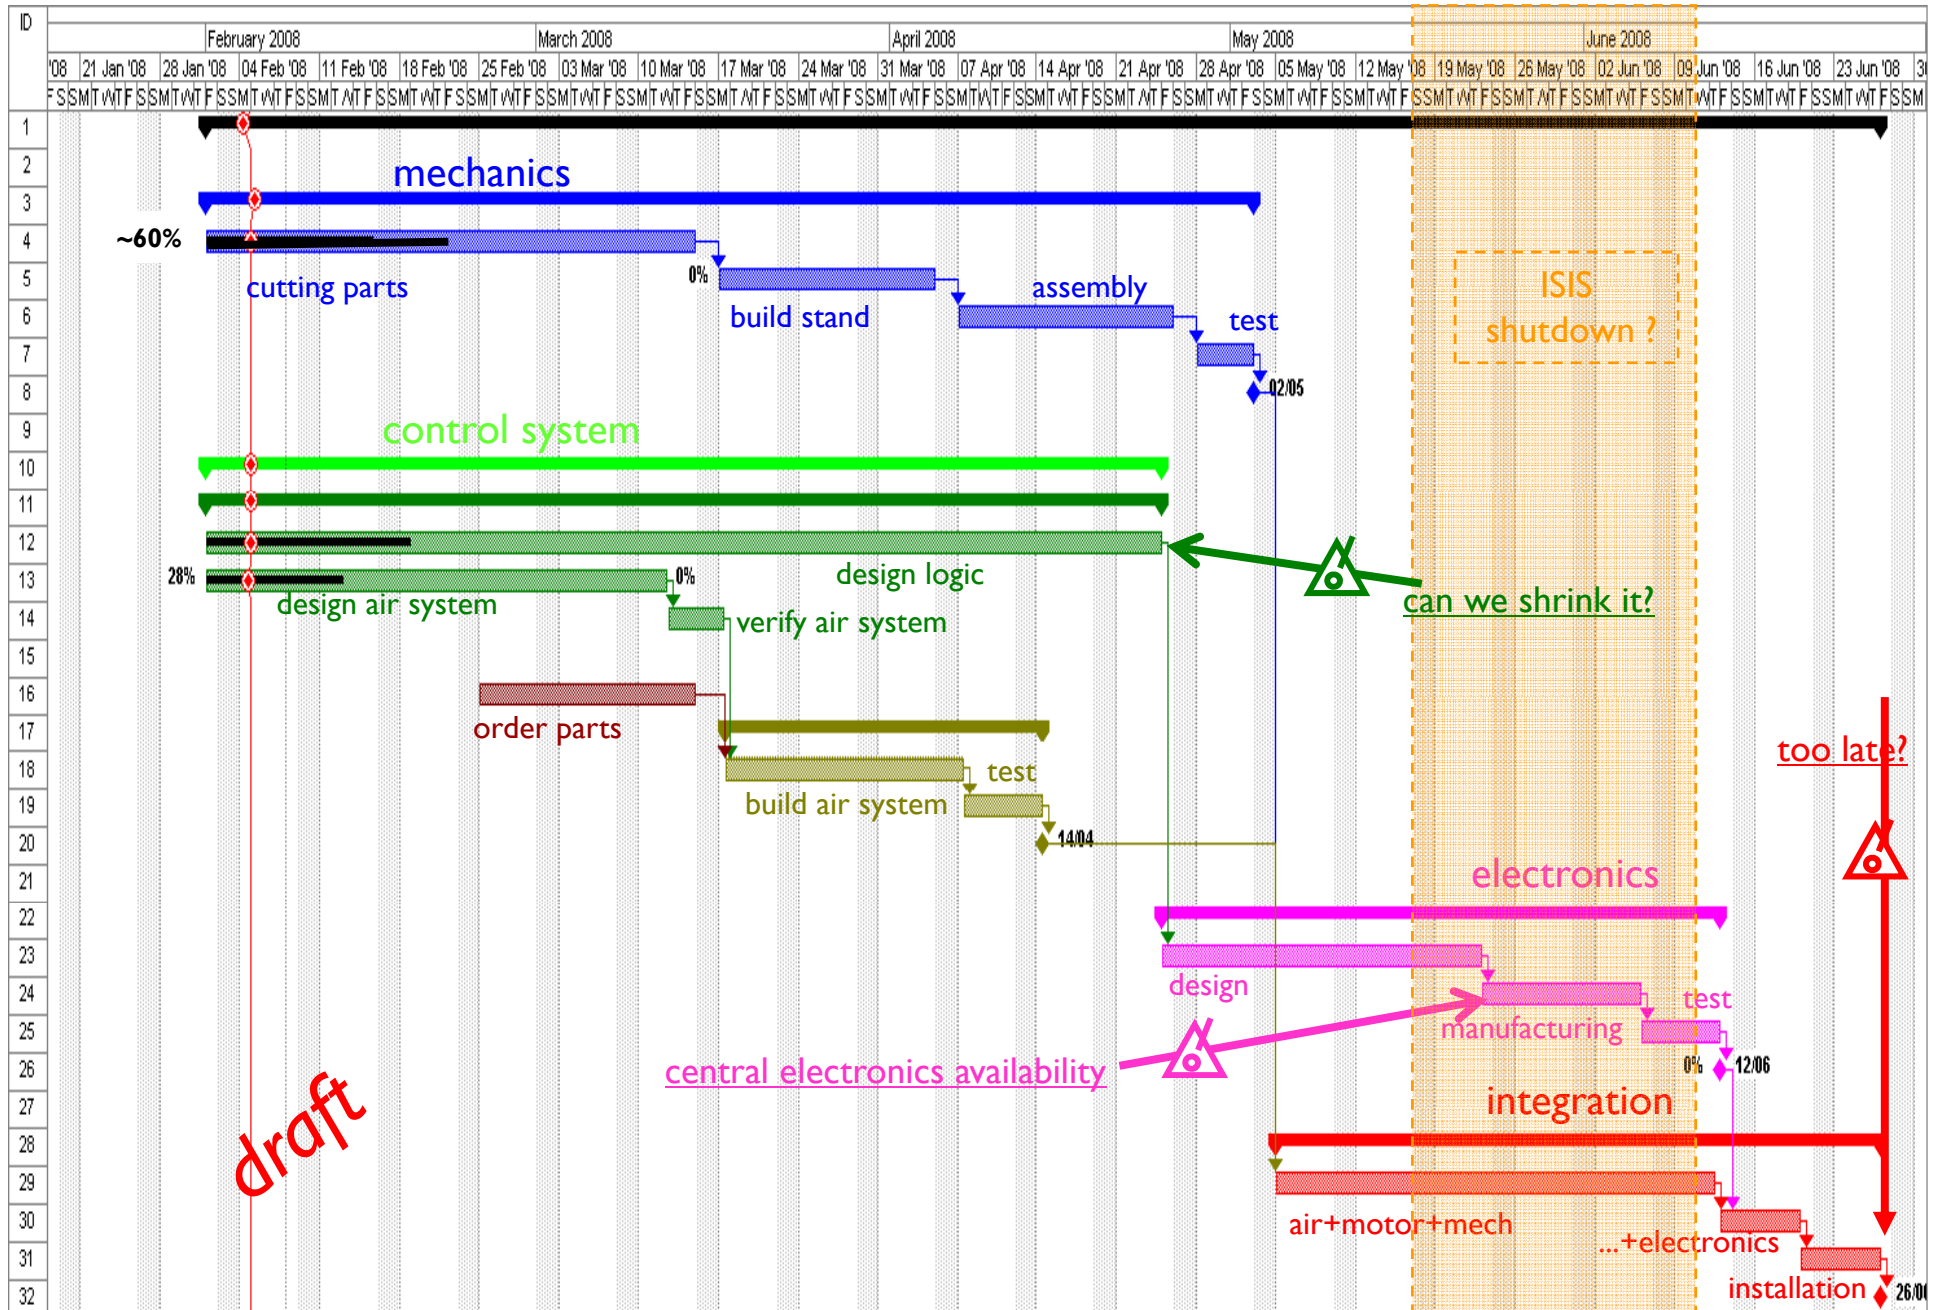 ID
February 2008 March 2008 April 2008 May 2008 June 2008
'08 21 Jan '08 28 Jan '08 04 Feb '08 11 Feb '08 18 Feb '08 25 Feb '08 03 Mar '08 10 Mar '08 17 Mar '08 24 Mar '08 31 Mar '08 07 Apr '08 14 Apr '08 21 Apr '08 28 Apr '08 05 May '08 12 May '08 19 May '08 26 May '08 02 Jun '08 09 Jun '08 16 Jun '08 23 Jun '08
1
2
mechanics
3
4 ~60%
5 cutting parts 0% assembly ISIS
6 build stand test shutdown ?
7
8 02/05
9 control system
10
11
12
13 28% 0% design logic
design air system can we shrink it?
14 verify air system
15
16
17 order parts
too late?
18 test
19 build air system
20 14/04
21 electronics
22
23
24 design test
25 manufacturing
26 central electronics availability 0% 12/06
27 integration
draft
28
29
30 air+motor+mech
...+electronics
31
32 installation